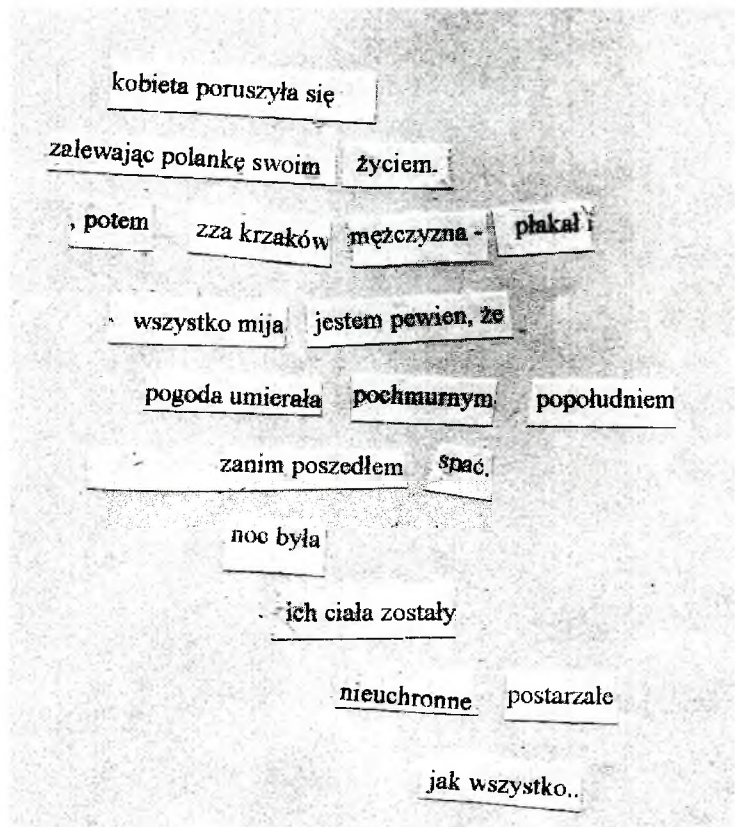 kobieta poruszyła się
zalewając polankę swoim życiem.
, potem zza krzaków mężczyzna - płakał i
wszystko mija jestem pewien, że
pogoda umierała pochmurnym popołudniem
zanim poszedłem spać.
noc była
ich ciała zostały
nieuchronne postarzałe
jak wszystko..